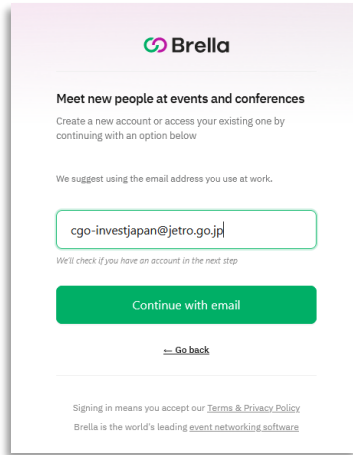 Brella
Meet new people at events and conferences
Create a new account or access your existing one by
continuing with an option below
We suggest using the email address you use at work.
cgo-investjapan@jetro.go.jp
We'll check if you have an account in the next step
Continue with email
← Go back
Signing in means you accept our Terms & Privacy Policy
Brella is the world's leading event networking software